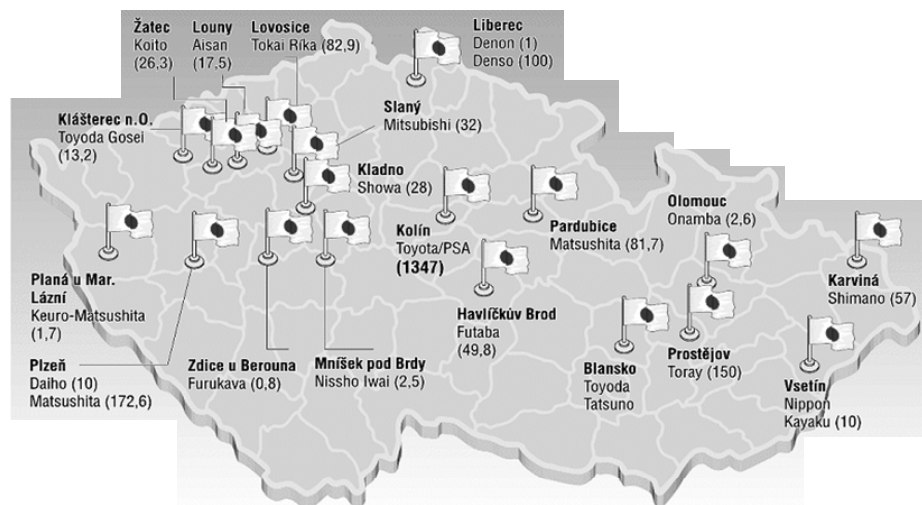 Žatec
Koito
(26,3)
Louny
Aisan
(17,5)
Lovosice
Tokai Ríka (82,9)
Liberec
Denon (1)
Denso (100)
Klášterec n.O.
Toyoda Gosei
(13,2)
Slaný
Mitsubishi (32)
Kladno
Showa (28)
Kolín
Toyota/PSA
(1347)
Pardubice
Matsushita (81,7)
Olomouc
Onamba (2,6)
Karviná
Shimano (57)
Planá u Mar.
Lázní
Keuro-Matsushita
(1,7)
Havlíčkův Brod
Futaba
(49,8)
Plzeň
Daiho (10)
Matsushita (172,6)
Zdice u Berouna
Furukawa (0,8)
Mníšek pod Brdy
Nissho Iwai (2,5)
Blansko
Toyoda
Tatsuno
Prostějov
Toray (150)
Vsetín
Nippon
Kayaku (10)